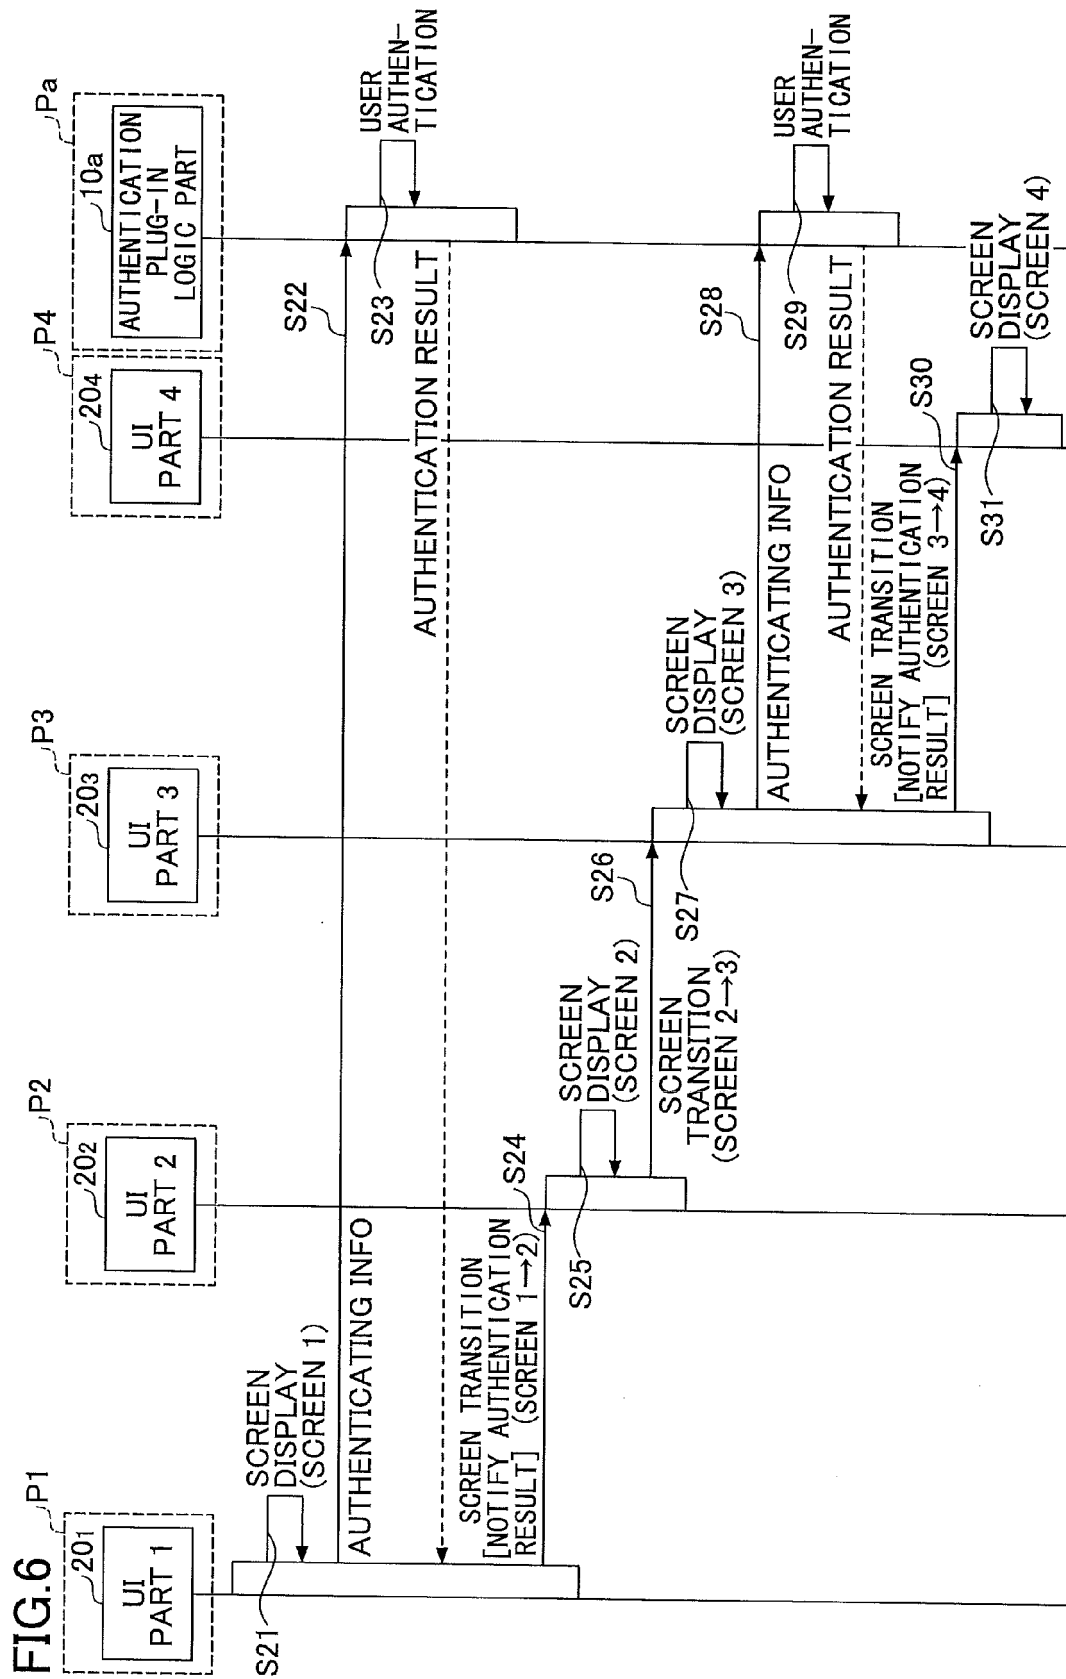 FIG.6
P1
201
UI
PART 1
P2
202
UI
PART 2
P3
203
UI
PART 3
P4
204
UI
PART 4
Pa
10a
AUTHENTICATION
PLUG-IN
LOGIC PART
S21
SCREEN
DISPLAY
(SCREEN 1)
AUTHENTICATING INFO
S22
S23
USER
AUTHEN-
TICATION
AUTHENTICATION RESULT
SCREEN TRANSITION
[NOTIFY AUTHENTICATION
RESULT] (SCREEN 1→2)
S24
S25
SCREEN
DISPLAY
(SCREEN 2)
SCREEN
TRANSITION
(SCREEN 2→3)
S26
S27
SCREEN
DISPLAY
(SCREEN 3)
AUTHENTICATING INFO
S28
S29
USER
AUTHEN-
TICATION
AUTHENTICATION RESULT
SCREEN TRANSITION
[NOTIFY AUTHENTICATION
RESULT] (SCREEN 3→4)
S30
S31
SCREEN
DISPLAY
(SCREEN 4)